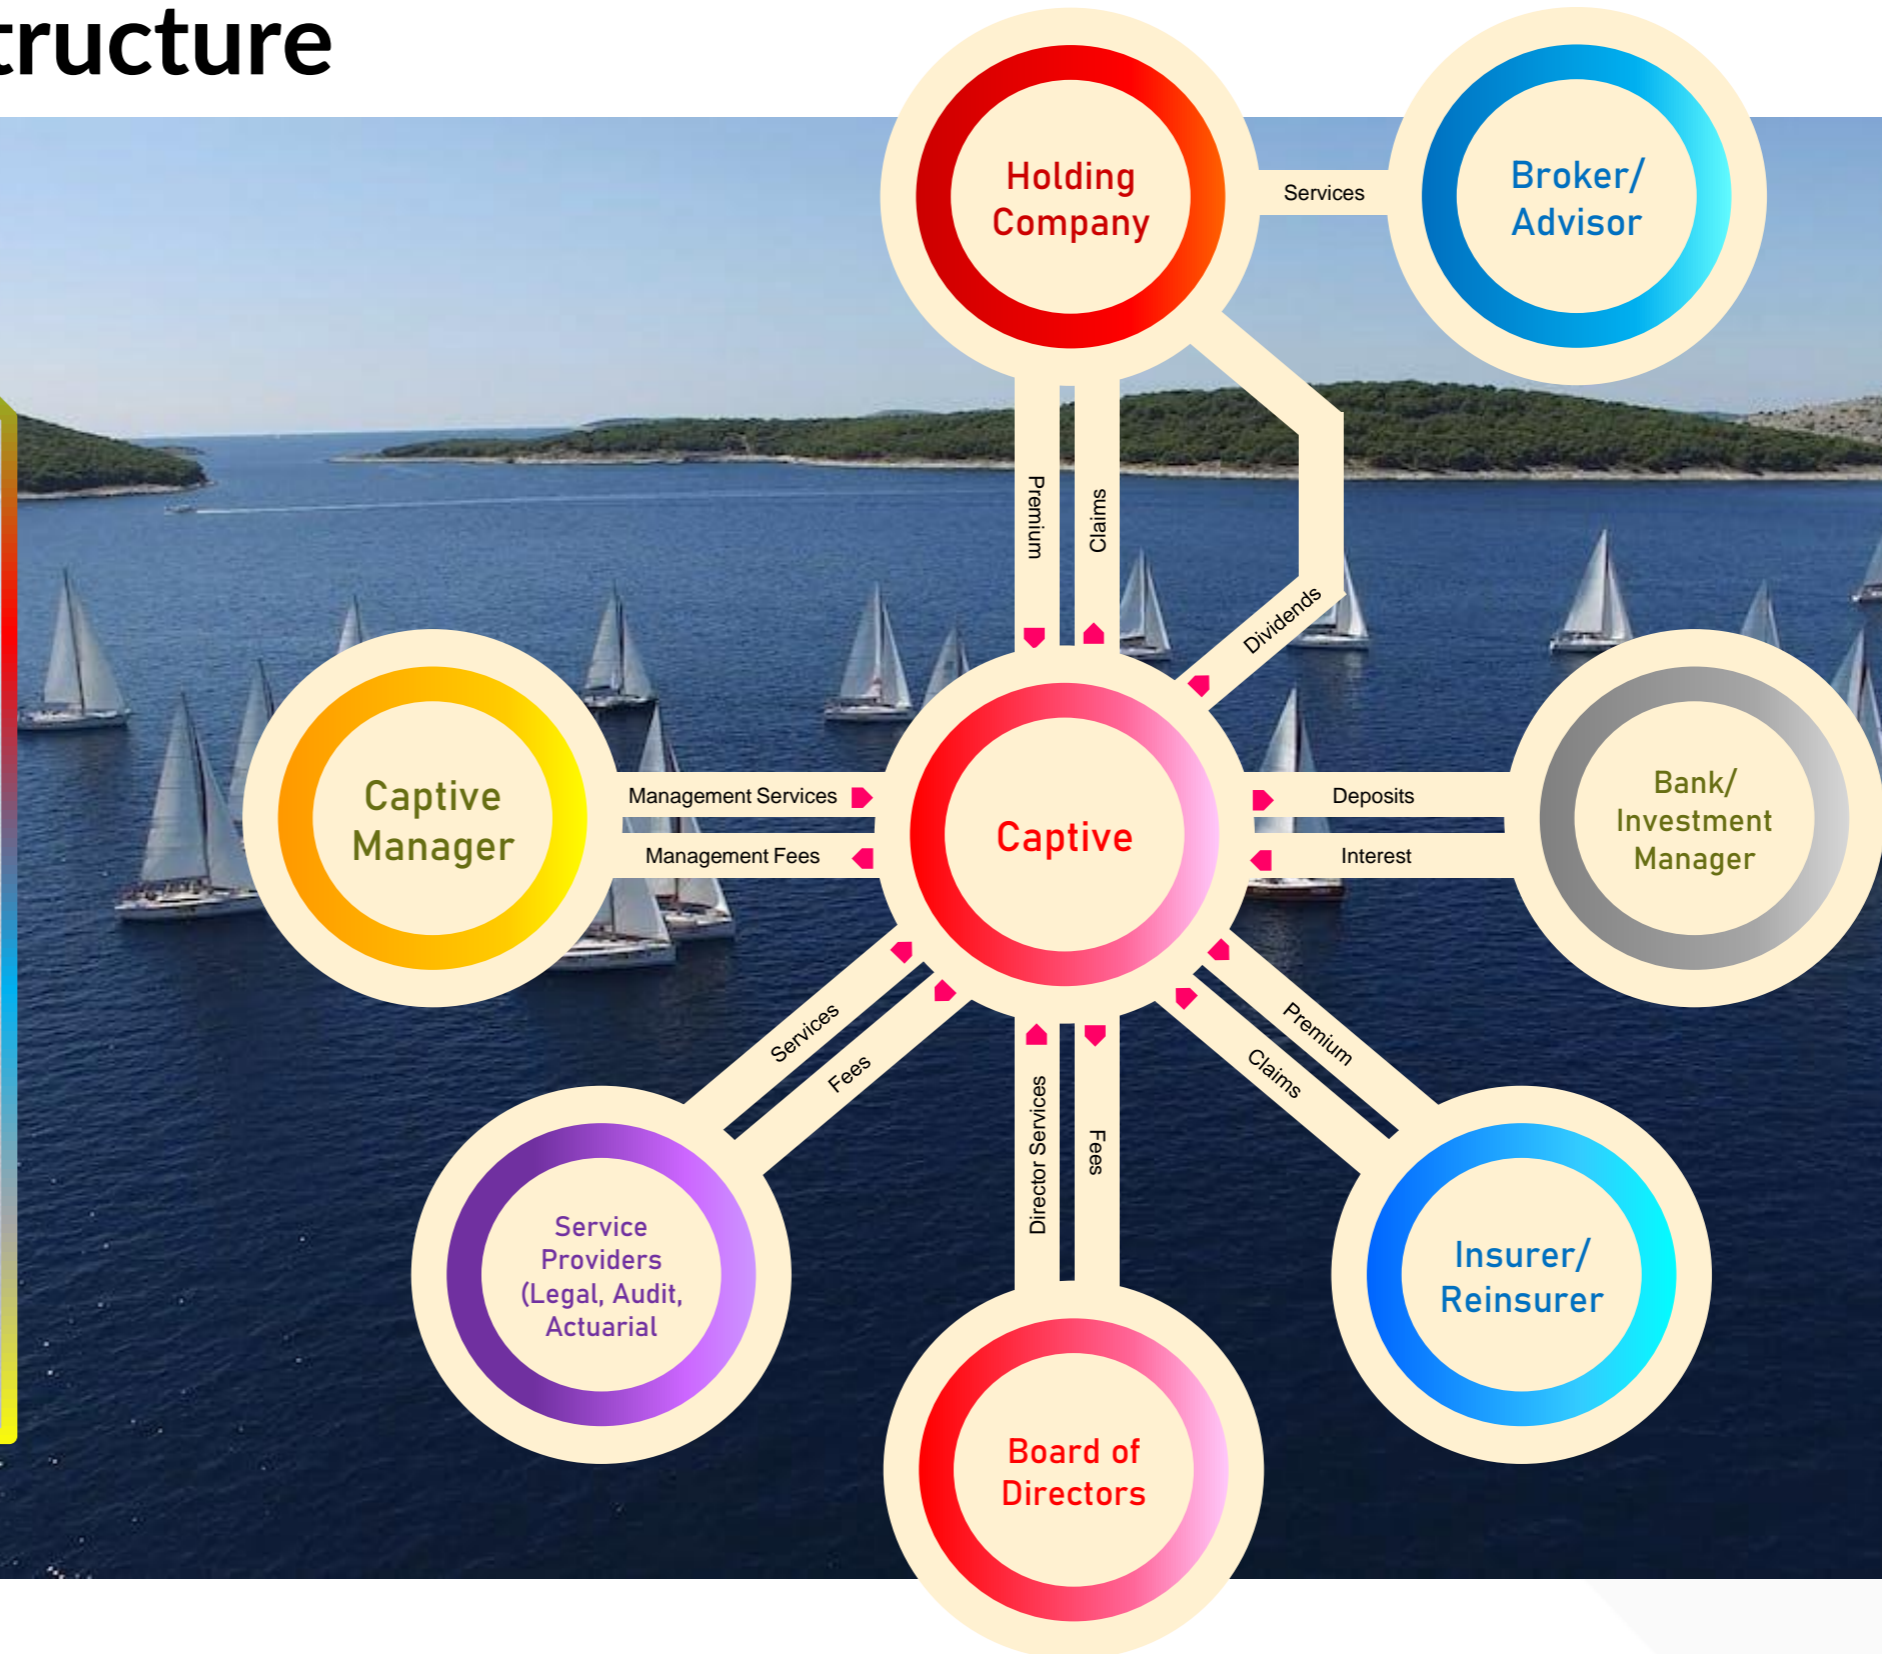 tructure
Holding
Company
Services
Broker/
Advisor
Premium
Claims
Dividends
Captive
Manager
Management Services
Management Fees
Captive
Deposits
Interest
Bank/
Investment
Manager
Services
Fees
Director Services
Fees
Premium
Claims
Service
Providers
(Legal, Audit,
Actuarial
Insurer/
Reinsurer
Board of
Directors